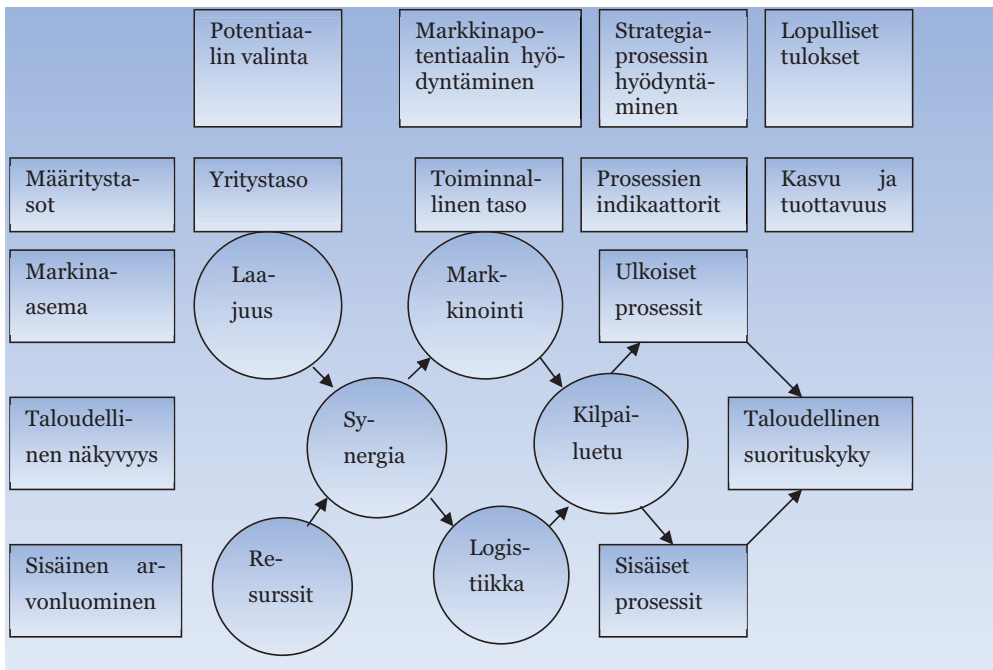 Potentiaa-
lin valinta
Markkinapo-
tentiaalin hyö-
dyntäminen
Strategia-
prosessin
hyödyntä-
minen
Lopulliset
tulokset
Määritysta-
sot
Yritystaso
Toiminnal-
linen taso
Prosessien
indikaattorit
Kasvu ja
tuottavuus
Markina-
asema
Laa-
juus
Mark-
kinointi
Ulkoiset
prosessit
Taloudelli-
nen näkyvyys
Sy-
nergia
Kilpai-
luetu
Taloudellinen
suorituskyky
Sisäinen ar-
vonluominen
Re-
surssit
Logis-
tiikka
Sisäiset
prosessit